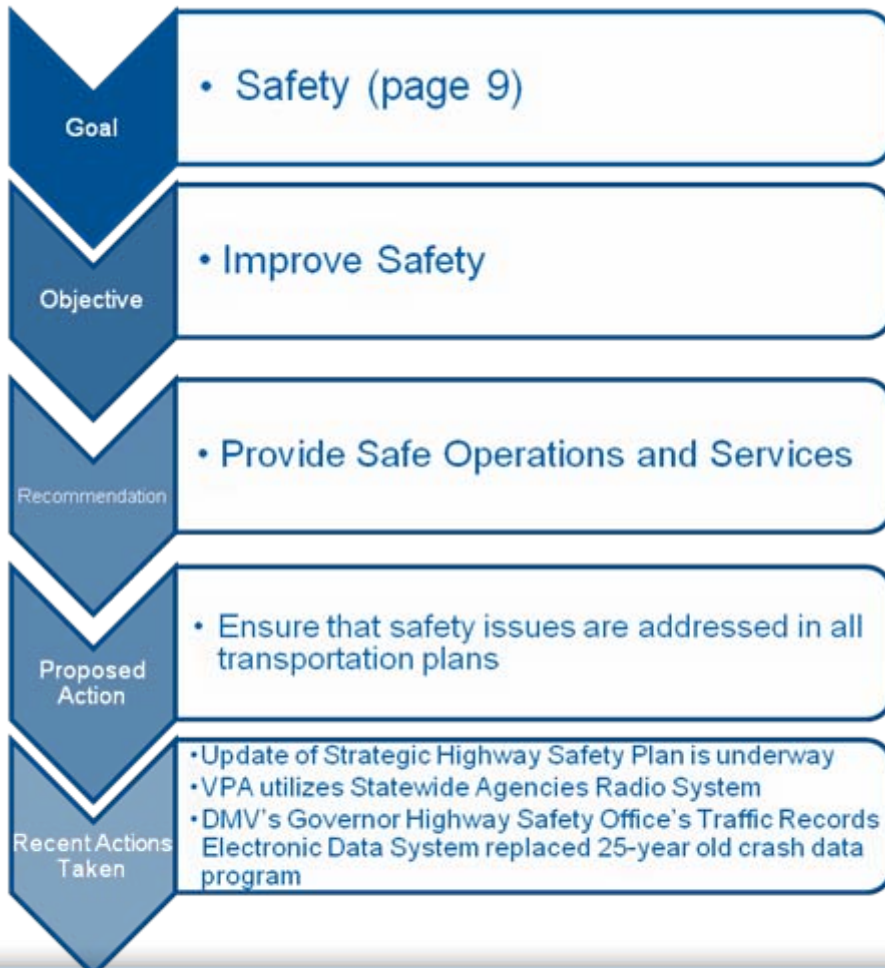 Goal
• Safety (page 9)
Objective
• Improve Safety
Recommendation
• Provide Safe Operations and Services
Proposed
Action
• Ensure that safety issues are addressed in all
transportation plans
Recent Actions
Taken
• Update of Strategic Highway Safety Plan is underway
• VPA utilizes Statewide Agencies Radio System
• DMV's Governor Highway Safety Office's Traffic Records
Electronic Data System replaced 25-year old crash data
program